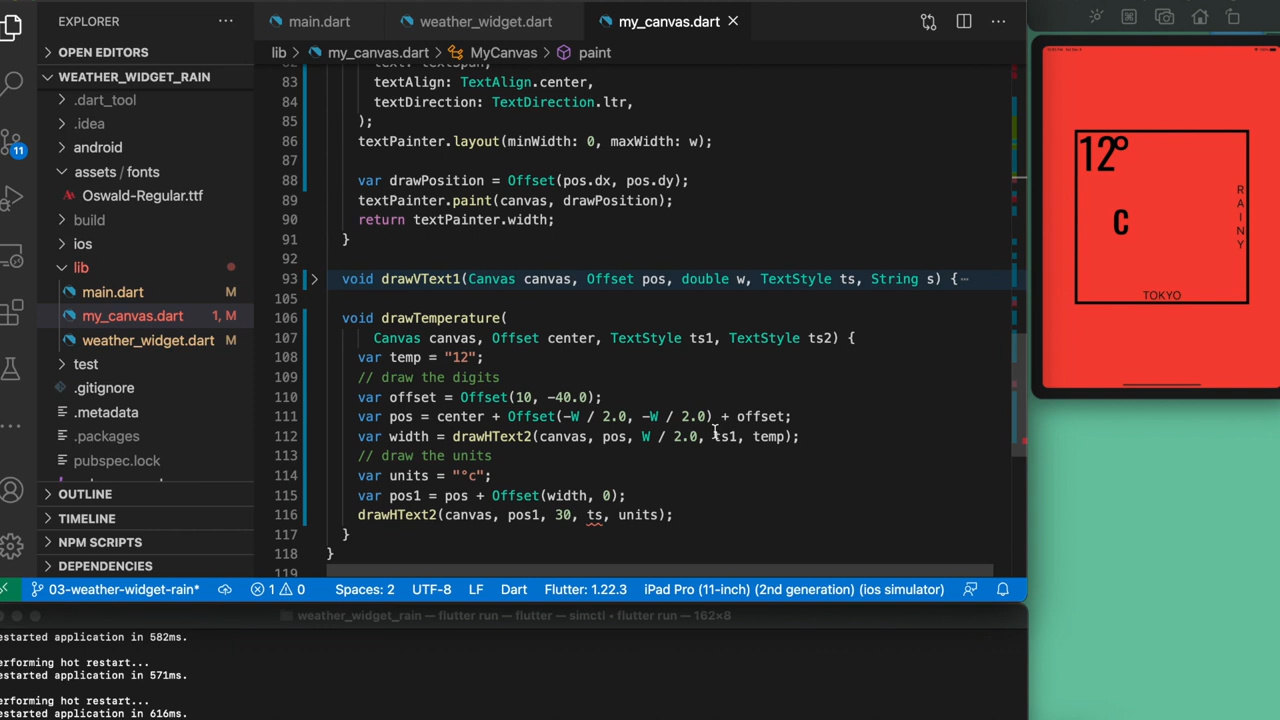 EXPLORER
OPEN EDITORS
WEATHER_WIDGET_RAIN
.dart_tool
.idea
android
assets / fonts
Oswald-Regular.ttf
build
ios
lib
main.dart M
my_canvas.dart 1, M
weather_widget.dart M
test
.gitignore
.metadata
.packages
pubspec.lock
OUTLINE
TIMELINE
NPM SCRIPTS
DEPENDENCIES
11
main.dart
weather_widget.dart
my_canvas.dart
lib > my_canvas.dart > MyCanvas > paint
83 textAlign: TextAlign.center,
84 textDirection: TextDirection.ltr,
85 );
86 textPainter.layout(minWidth: 0, maxWidth: w);
87
88 var drawPosition = Offset(pos.dx, pos.dy);
89 textPainter.paint(canvas, drawPosition);
90 return textPainter.width;
91 }
92
93 void drawVText1(Canvas canvas, Offset pos, double w, TextStyle ts, String s) {…
105
106 void drawTemperature(
107 Canvas canvas, Offset center, TextStyle ts1, TextStyle ts2) {
108 var temp = "12";
109 // draw the digits
110 var offset = Offset(10, -40.0);
111 var pos = center + Offset(-W / 2.0, -W / 2.0) + offset;
112 var width = drawHText2(canvas, pos, W / 2.0, ts1, temp);
113 // draw the units
114 var units = "°c";
115 var pos1 = pos + Offset(width, 0);
116 drawHText2(canvas, pos1, 30, ts, units);
117 }
118 }
119
03-weather-widget-rain* 1 0 Spaces: 2 UTF-8 LF Dart Flutter: 1.22.3 iPad Pro (11-inch) (2nd generation) (ios simulator)
weather_widget_rain — flutter run — flutter — simctl • flutter run — 162×8
estarted application in 582ms.
erforming hot restart...
estarted application in 571ms.
erforming hot restart...
estarted application in 616ms.
12°
c
R
A
I
N
Y
TOKYO